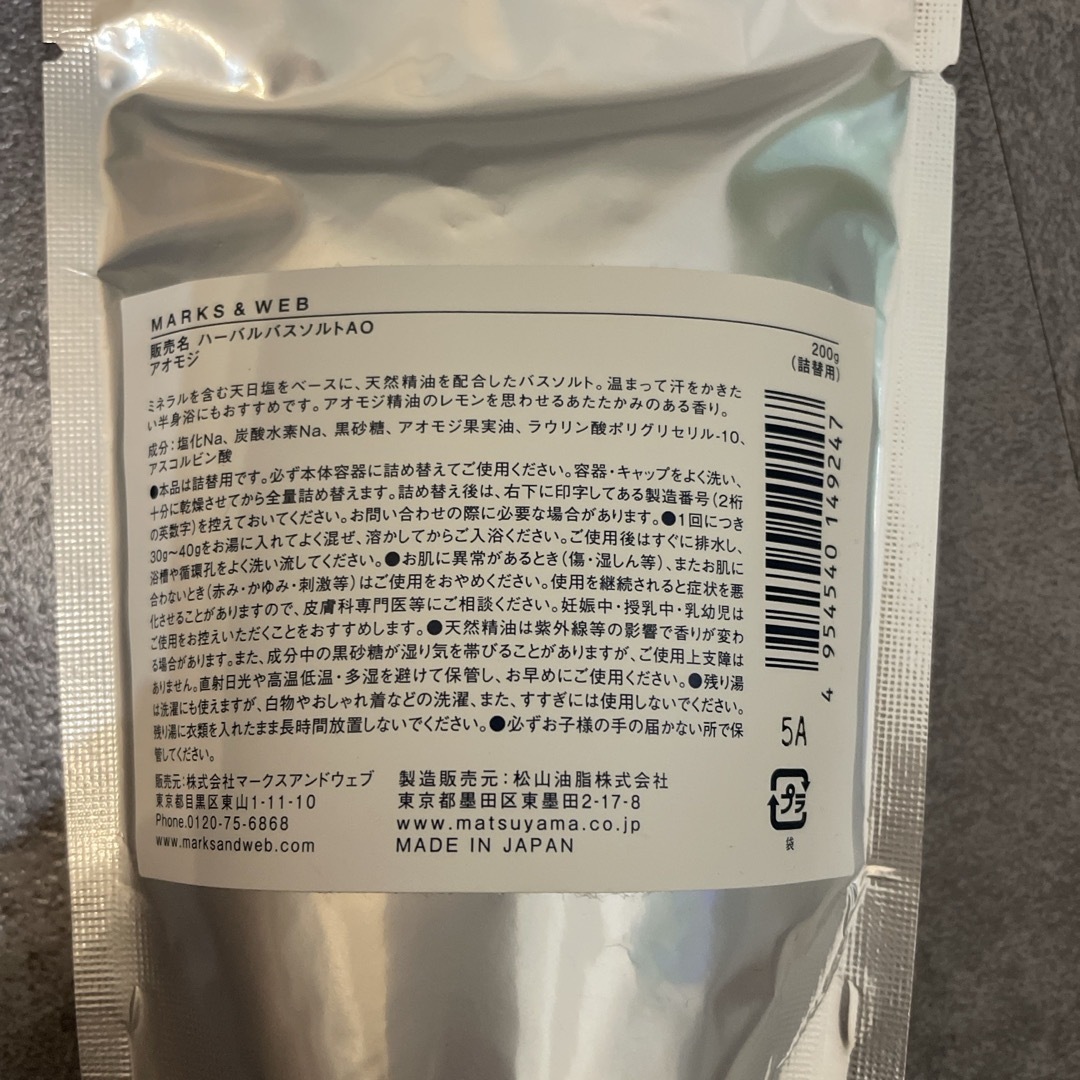 MARKS & WEB
販売名 ハーバルバスソルトAO
アオモジ
200g
(詰替用)
ミネラルを含む天日塩をベースに、天然精油を配合したバスソルト。温まって汗をかきた
い半身浴にもおすすめです。アオモジ精油のレモンを思わせるあたたかみのある香り。
成分:塩化Na、炭酸水素Na、黒砂糖、アオモジ果実油、ラウリン酸ポリグリセリル-10、
アスコルビン酸
●本品は詰替用です。必ず本体容器に詰め替えてご使用ください。容器・キャップをよく洗い、
十分に乾燥させてから全量詰め替えます。詰め替え後は、右下に印字してある製造番号(2桁
の英数字)を控えておいてください。お問い合わせの際に必要な場合があります。●1回につき
30g〜40gをお湯に入れてよく混ぜ、溶かしてからご入浴ください。ご使用後はすぐに排水し、
浴槽や循環孔をよく洗い流してください。●お肌に異常があるとき(傷・湿しん等)、またお肌に
合わないとき(赤み・かゆみ・刺激等)はご使用をおやめください。使用を継続されると症状を悪
化させることがありますので、皮膚科専門医等にご相談ください。妊娠中・授乳中・乳幼児は
ご使用をお控えいただくことをおすすめします。●天然精油は紫外線等の影響で香りが変わ
る場合があります。また、成分中の黒砂糖が湿り気を帯びることがありますが、ご使用上支障は
ありません。直射日光や高温低温・多湿を避けて保管し、お早めにご使用ください。●残り湯
は洗濯にも使えますが、白物やおしゃれ着などの洗濯、また、すすぎには使用しないでください。
残り湯に衣類を入れたまま長時間放置しないでください。●必ずお子様の手の届かない所で保
管してください。
販売元:株式会社マークスアンドウェブ
東京都目黒区東山1-11-10
Phone.0120-75-6868
www.marksandweb.com
製造販売元:松山油脂株式会社
東京都墨田区東墨田2-17-8
www.matsuyama.co.jp
MADE IN JAPAN
4 954540 149247
5A
プラ
袋